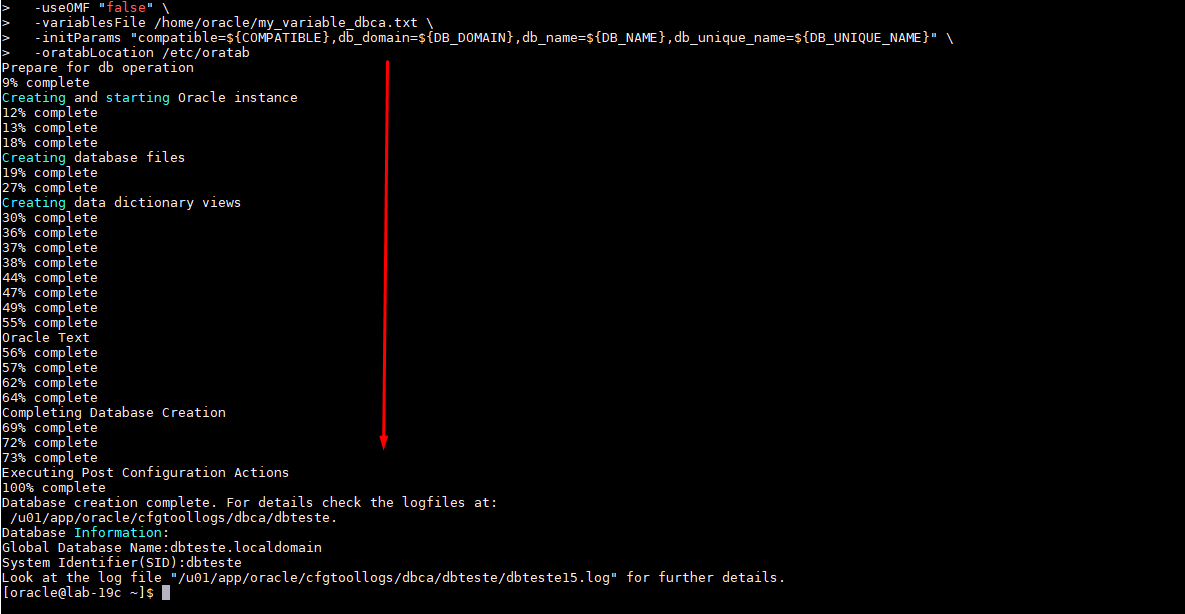 >   -useOMF "false" \
>   -variablesFile /home/oracle/my_variable_dbca.txt \
>   -initParams "compatible=${COMPATIBLE},db_domain=${DB_DOMAIN},db_name=${DB_NAME},db_unique_name=${DB_UNIQUE_NAME}" \
>   -oratabLocation /etc/oratab
Prepare for db operation
9% complete
Creating and starting Oracle instance
12% complete
13% complete
18% complete
Creating database files
19% complete
27% complete
Creating data dictionary views
30% complete
36% complete
37% complete
38% complete
44% complete
47% complete
49% complete
55% complete
Oracle Text
56% complete
57% complete
62% complete
64% complete
Completing Database Creation
69% complete
72% complete
73% complete
Executing Post Configuration Actions
100% complete
Database creation complete. For details check the logfiles at:
 /u01/app/oracle/cfgtoollogs/dbca/dbteste.
Database Information:
Global Database Name:dbteste.localdomain
System Identifier(SID):dbteste
Look at the log file "/u01/app/oracle/cfgtoollogs/dbca/dbteste/dbteste15.log" for further details.
[oracle@lab-19c ~]$